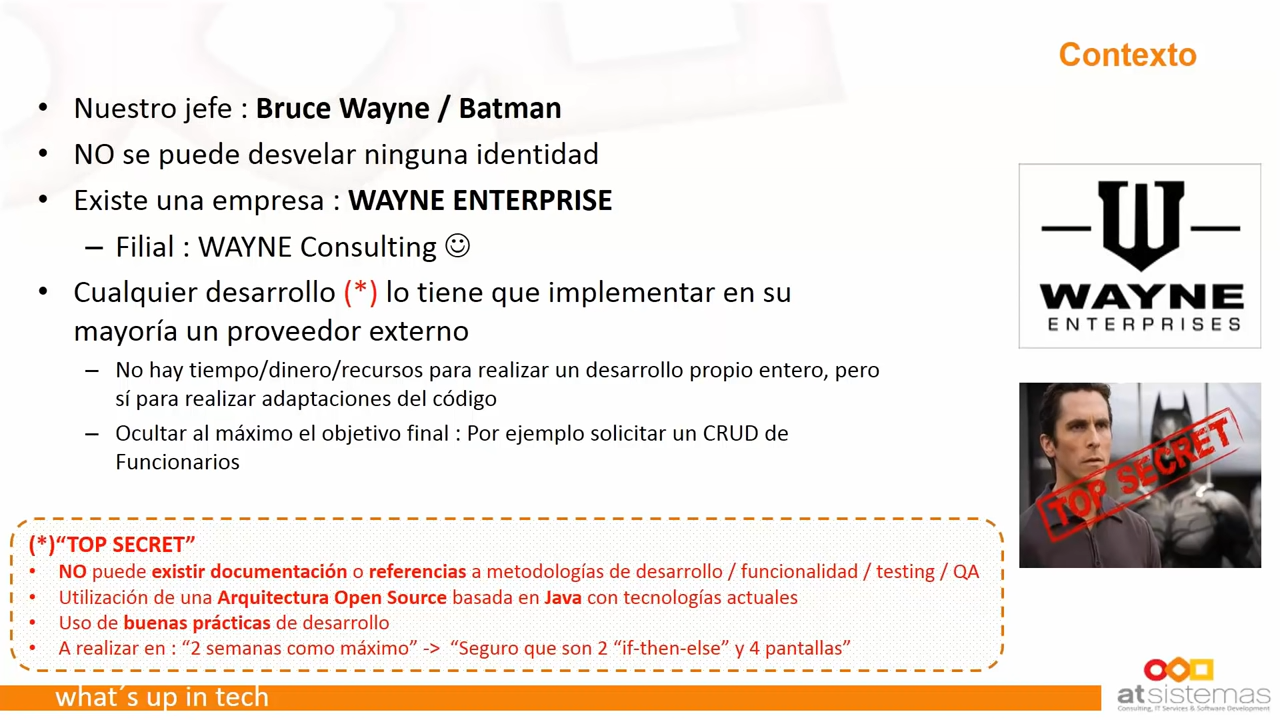 Contexto
• Nuestro jefe : Bruce Wayne / Batman
• NO se puede desvelar ninguna identidad
• Existe una empresa : WAYNE ENTERPRISE
– Filial : WAYNE Consulting ☺
• Cualquier desarrollo (*) lo tiene que implementar en su
mayoría un proveedor externo
– No hay tiempo/dinero/recursos para realizar un desarrollo propio entero, pero
sí para realizar adaptaciones del código
– Ocultar al máximo el objetivo final : Por ejemplo solicitar un CRUD de
Funcionarios
WAYNE
ENTERPRISES
TOP SECRET
(*)“TOP SECRET”
• NO puede existir documentación o referencias a metodologías de desarrollo / funcionalidad / testing / QA
• Utilización de una Arquitectura Open Source basada en Java con tecnologías actuales
• Uso de buenas prácticas de desarrollo
• A realizar en : “2 semanas como máximo” -> “Seguro que son 2 “if-then-else” y 4 pantallas”
what´s up in tech
atsistemas
Consulting, IT Services & Software Development